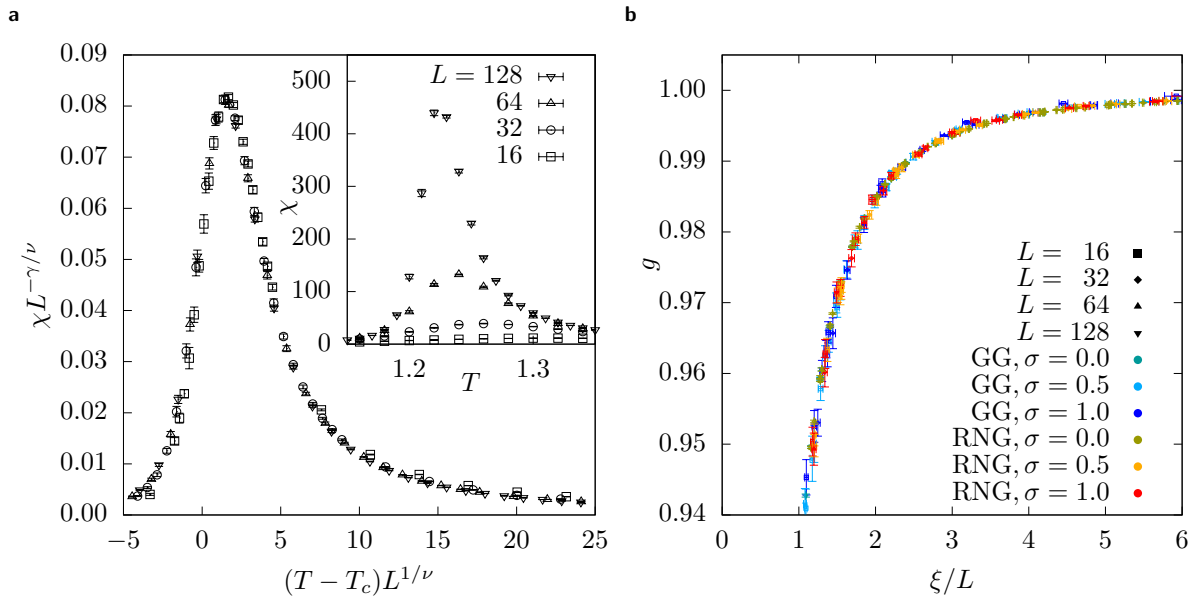 a
χL^{−γ/ν}
0.09
0.08
0.07
0.06
0.05
0.04
0.03
0.02
0.01
0.00
−5 0 5 10 15 20 25
(T − T_c)L^{1/ν}
χ
500
400
300
200
100
0
1.2 1.3
T
L = 128
64
32
16
b
g
1.00
0.99
0.98
0.97
0.96
0.95
0.94
0 1 2 3 4 5 6
ξ/L
L = 16
L = 32
L = 64
L = 128
GG, σ = 0.0
GG, σ = 0.5
GG, σ = 1.0
RNG, σ = 0.0
RNG, σ = 0.5
RNG, σ = 1.0